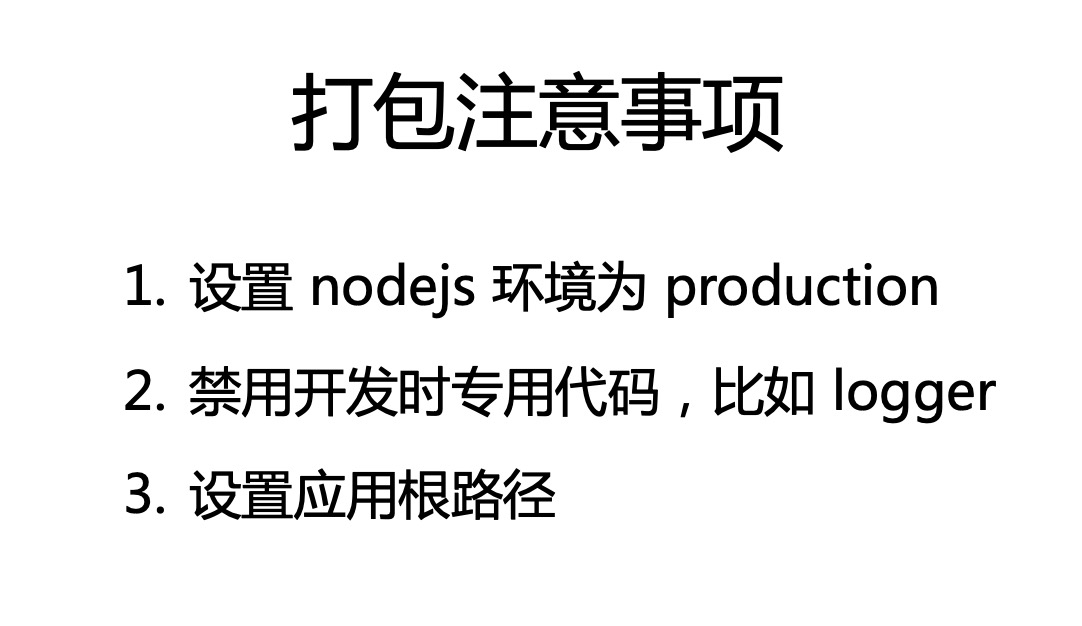 打包注意事项
1. 设置 nodejs 环境为 production
2. 禁用开发时专用代码，比如 logger
3. 设置应用根路径